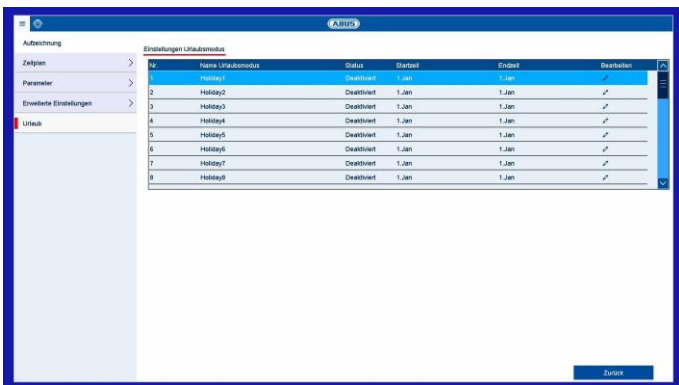 ABUS
Aufzeichnung
Zeitplan
Parameter
Erweiterte Einstellungen
Urlaub
Einstellungen Urlaubsmodus
Nr. Name Urlaubsmodus Status Startzeit Endzeit Bearbeiten
1 Holiday1 Deaktiviert 1.Jan 1.Jan
2 Holiday2 Deaktiviert 1.Jan 1.Jan
3 Holiday3 Deaktiviert 1.Jan 1.Jan
4 Holiday4 Deaktiviert 1.Jan 1.Jan
5 Holiday5 Deaktiviert 1.Jan 1.Jan
6 Holiday6 Deaktiviert 1.Jan 1.Jan
7 Holiday7 Deaktiviert 1.Jan 1.Jan
8 Holiday8 Deaktiviert 1.Jan 1.Jan
Zurück